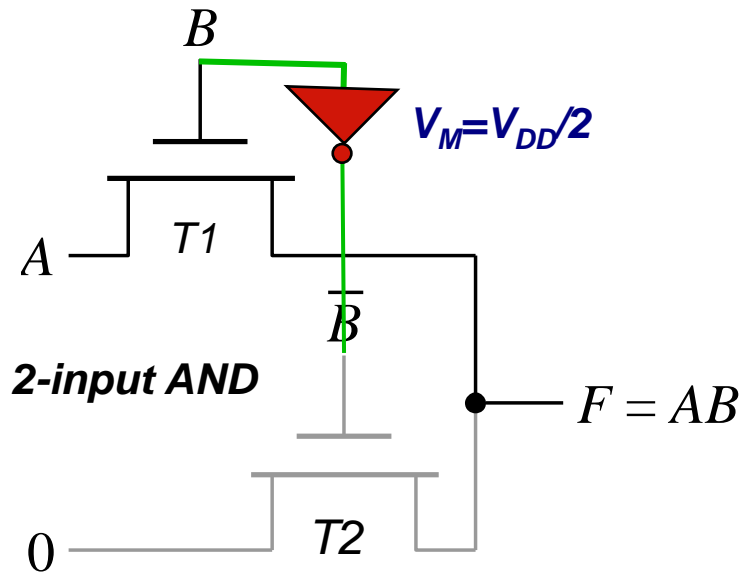 B
V_M=V_DD/2
T1
A
B̅
2-input AND
F = AB
T2
0